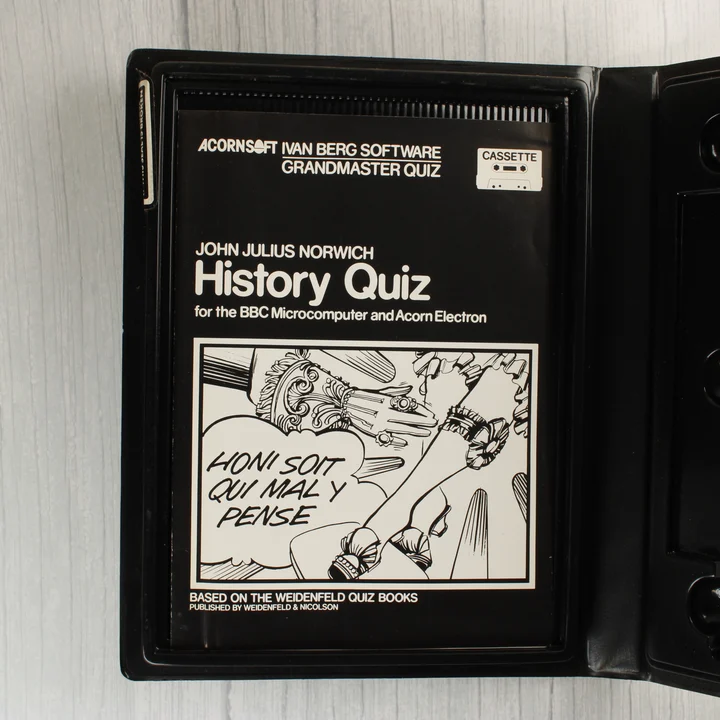 ACORNSOFT IVAN BERG SOFTWARE
GRANDMASTER QUIZ
CASSETTE
JOHN JULIUS NORWICH
History Quiz
for the BBC Microcomputer and Acorn Electron
HONI SOIT
QUI MAL Y
PENSE
BASED ON THE WEIDENFELD QUIZ BOOKS
PUBLISHED BY WEIDENFELD & NICOLSON